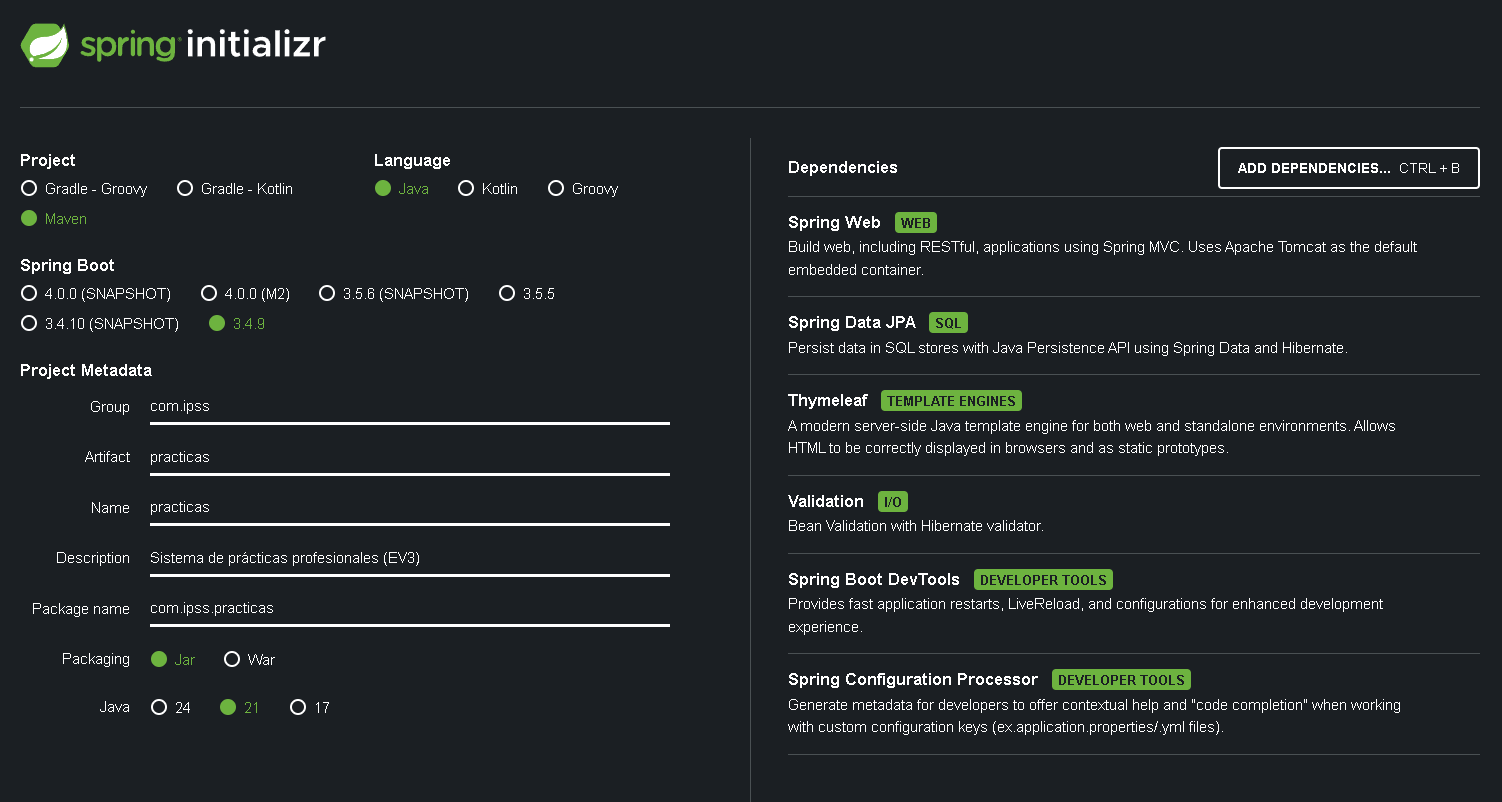 spring initializr
Project
Gradle - Groovy Gradle - Kotlin
Maven
Language
Java Kotlin Groovy
Spring Boot
4.0.0 (SNAPSHOT) 4.0.0 (M2) 3.5.6 (SNAPSHOT) 3.5.5
3.4.10 (SNAPSHOT) 3.4.9
Project Metadata
Group com.ipss
Artifact practicas
Name practicas
Description Sistema de prácticas profesionales (EV3)
Package name com.ipss.practicas
Packaging Jar War
Java 24 21 17
Dependencies ADD DEPENDENCIES... CTRL + B
Spring Web WEB
Build web, including RESTful, applications using Spring MVC. Uses Apache Tomcat as the default
embedded container.
Spring Data JPA SQL
Persist data in SQL stores with Java Persistence API using Spring Data and Hibernate.
Thymeleaf TEMPLATE ENGINES
A modern server-side Java template engine for both web and standalone environments. Allows
HTML to be correctly displayed in browsers and as static prototypes.
Validation I/O
Bean Validation with Hibernate validator.
Spring Boot DevTools DEVELOPER TOOLS
Provides fast application restarts, LiveReload, and configurations for enhanced development
experience.
Spring Configuration Processor DEVELOPER TOOLS
Generate metadata for developers to offer contextual help and "code completion" when working
with custom configuration keys (ex.application.properties/.yml files).